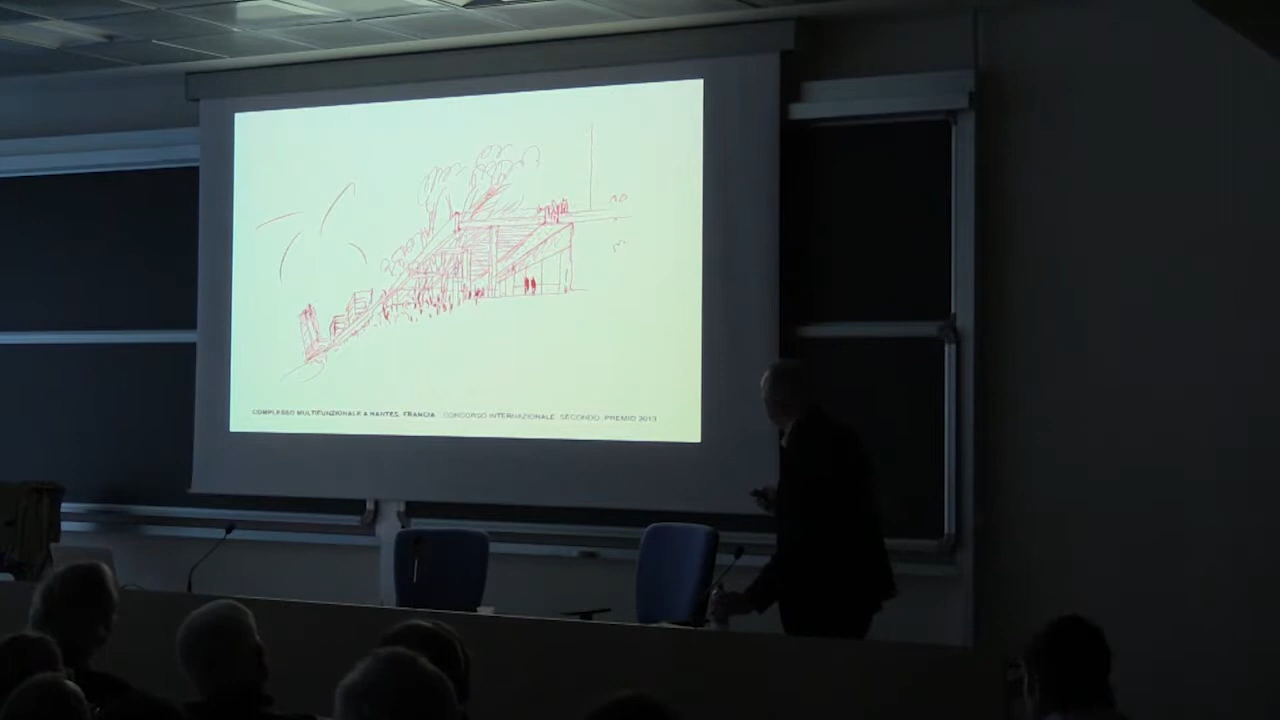 COMPLESSO MULTIFUNZIONALE A NANTES, FRANCIA CONCORSO INTERNAZIONALE SECONDO PREMIO 2013